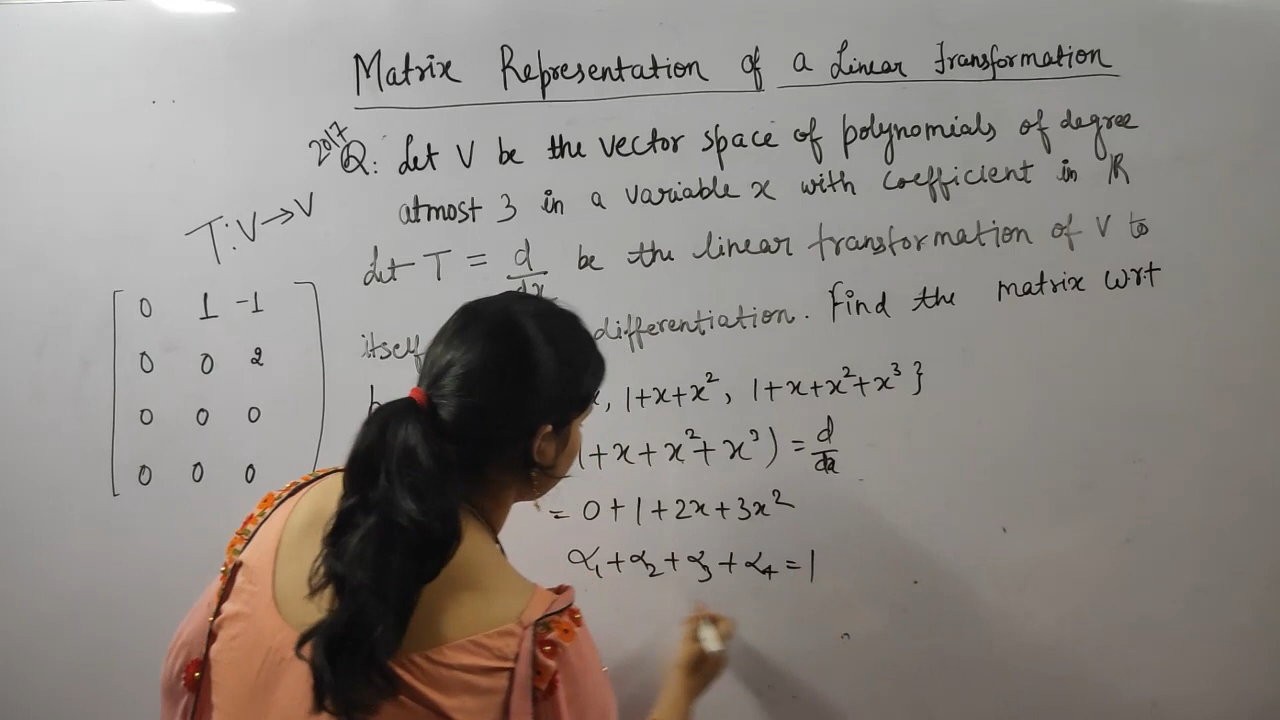 Matrix Representation of a Linear Transformation
2017
Q: Let V be the vector space of polynomials of degree
atmost 3 in a variable x with coefficient in R
T:V→V
Let T = d/dx be the linear transformation of V to
itself differentiation. Find the matrix wrt
, 1+x+x², 1+x+x²+x³}
1+x+x²+x³) = d/dx
= 0+1+2x+3x²
α₁+α₂+α₃+α₄=1
0 1 -1
0 0 2
0 0 0
0 0 0